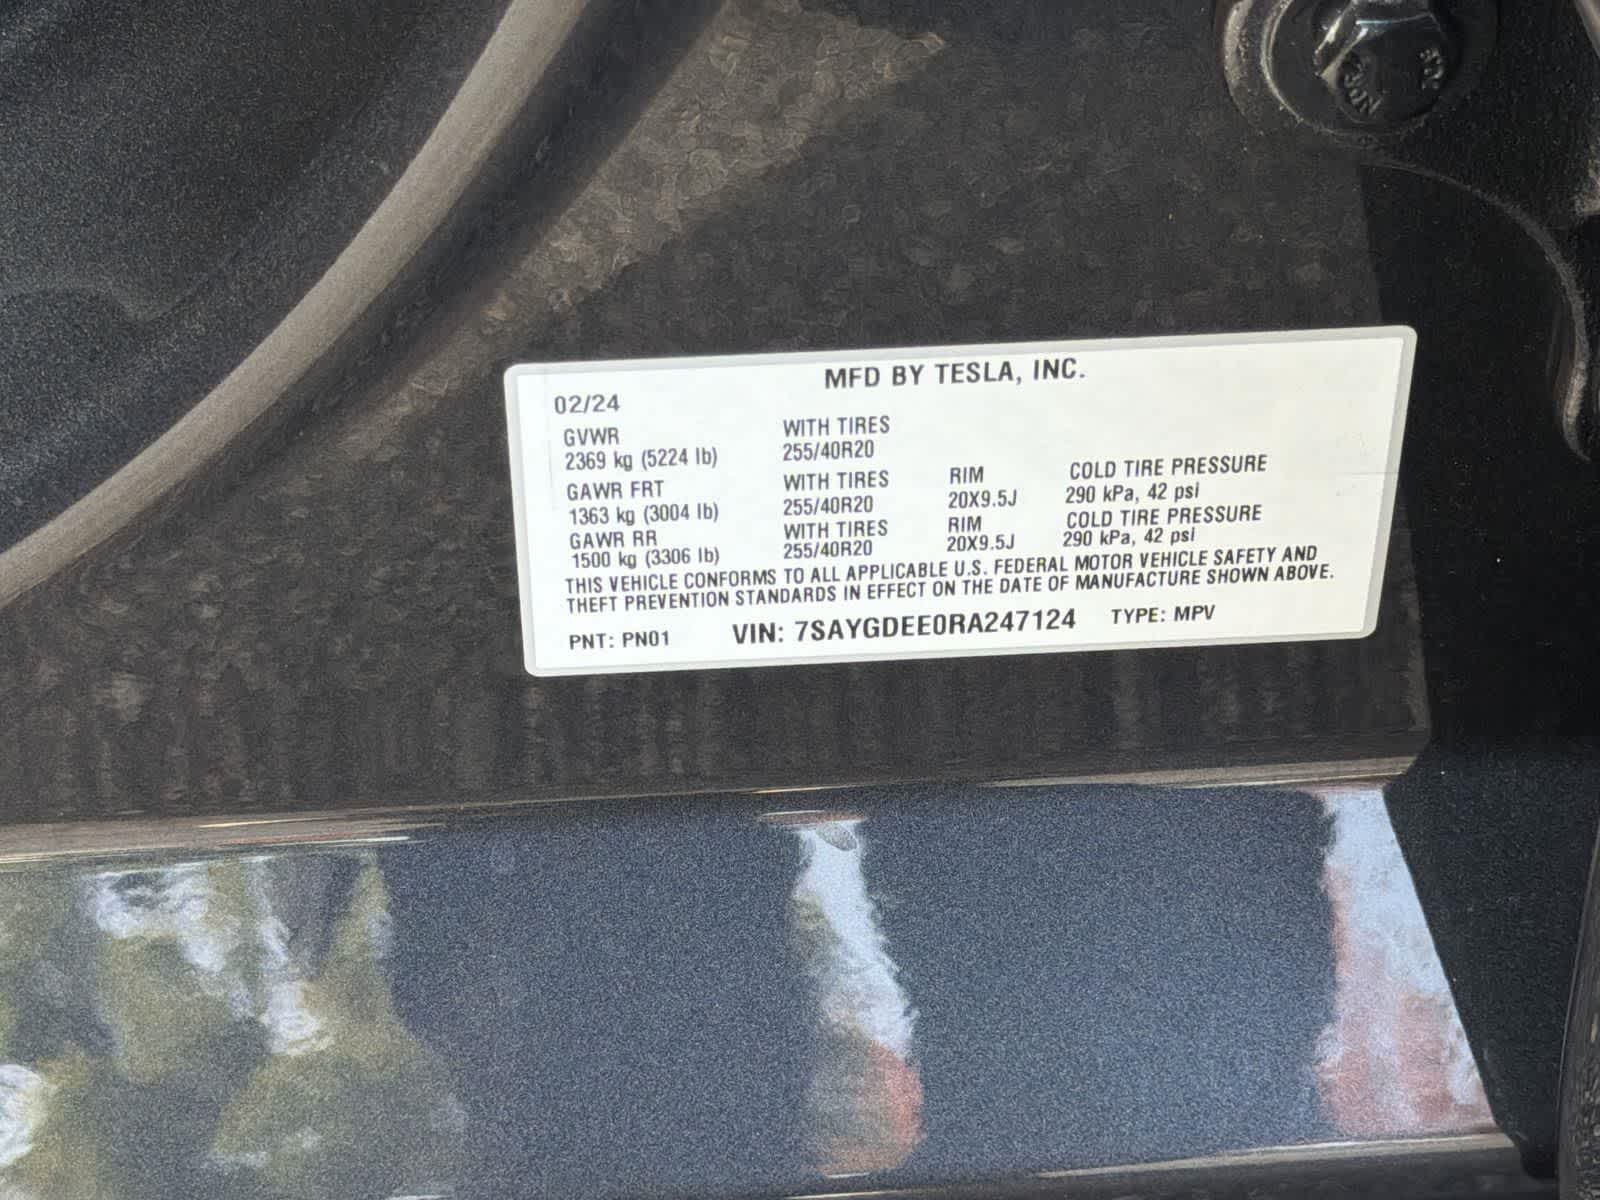 MFD BY TESLA, INC.
02/24
GVWR WITH TIRES
2369 kg (5224 lb) 255/40R20
GAWR FRT WITH TIRES RIM COLD TIRE PRESSURE
1363 kg (3004 lb) 255/40R20 20X9.5J 290 kPa, 42 psi
GAWR RR WITH TIRES RIM COLD TIRE PRESSURE
1500 kg (3306 lb) 255/40R20 20X9.5J 290 kPa, 42 psi
THIS VEHICLE CONFORMS TO ALL APPLICABLE U.S. FEDERAL MOTOR VEHICLE SAFETY AND
THEFT PREVENTION STANDARDS IN EFFECT ON THE DATE OF MANUFACTURE SHOWN ABOVE.
PNT: PN01 VIN: 7SAYGDEE0RA247124 TYPE: MPV